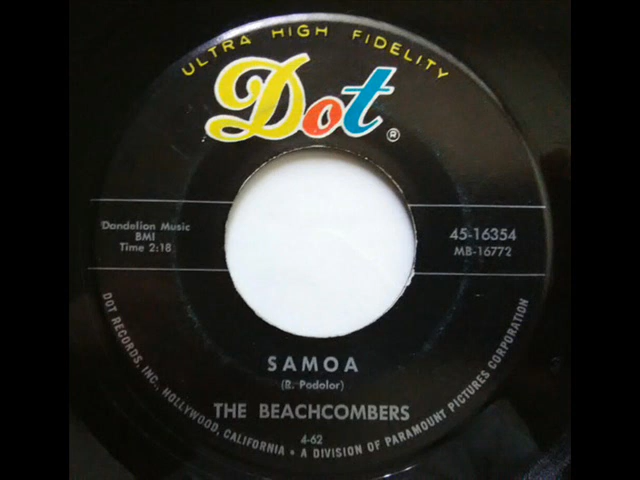 ULTRA HIGH FIDELITY
Dot®
Dandelion Music
BMI
Time 2:18
45-16354
MB-16772
SAMOA
(R. Podolor)
THE BEACHCOMBERS
4-62
DOT RECORDS, INC., HOLLYWOOD, CALIFORNIA • A DIVISION OF PARAMOUNT PICTURES CORPORATION